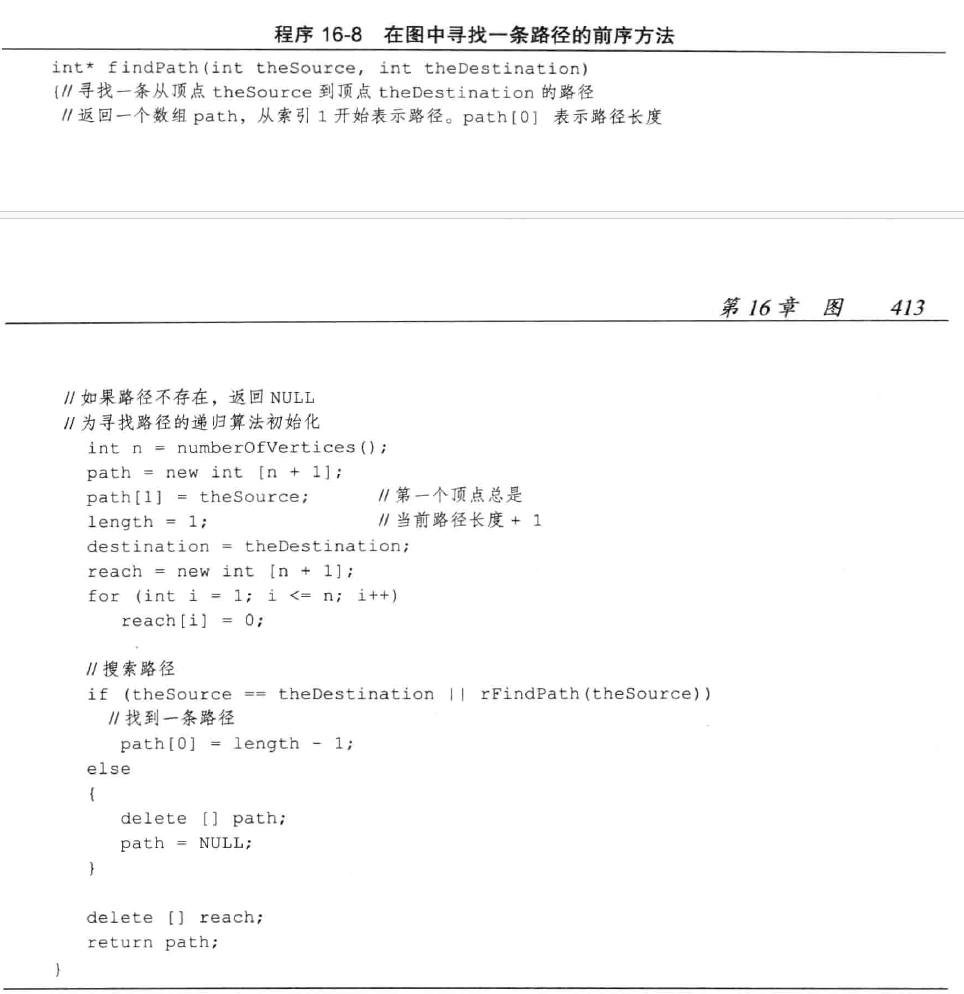 程序 16-8 在图中寻找一条路径的前序方法
int* findPath(int theSource, int theDestination)
{// 寻找一条从顶点 theSource 到顶点 theDestination 的路径
// 返回一个数组 path，从索引 1 开始表示路径。path[0] 表示路径长度
第 16 章 图 413
// 如果路径不存在，返回 NULL
// 为寻找路径的递归算法初始化
int n = numberOfVertices();
path = new int [n + 1];
path[1] = theSource; // 第一个顶点总是
length = 1; // 当前路径长度 + 1
destination = theDestination;
reach = new int [n + 1];
for (int i = 1; i <= n; i++)
reach[i] = 0;
// 搜索路径
if (theSource == theDestination || rFindPath(theSource))
// 找到一条路径
path[0] = length - 1;
else
{
delete [] path;
path = NULL;
}
delete [] reach;
return path;
}